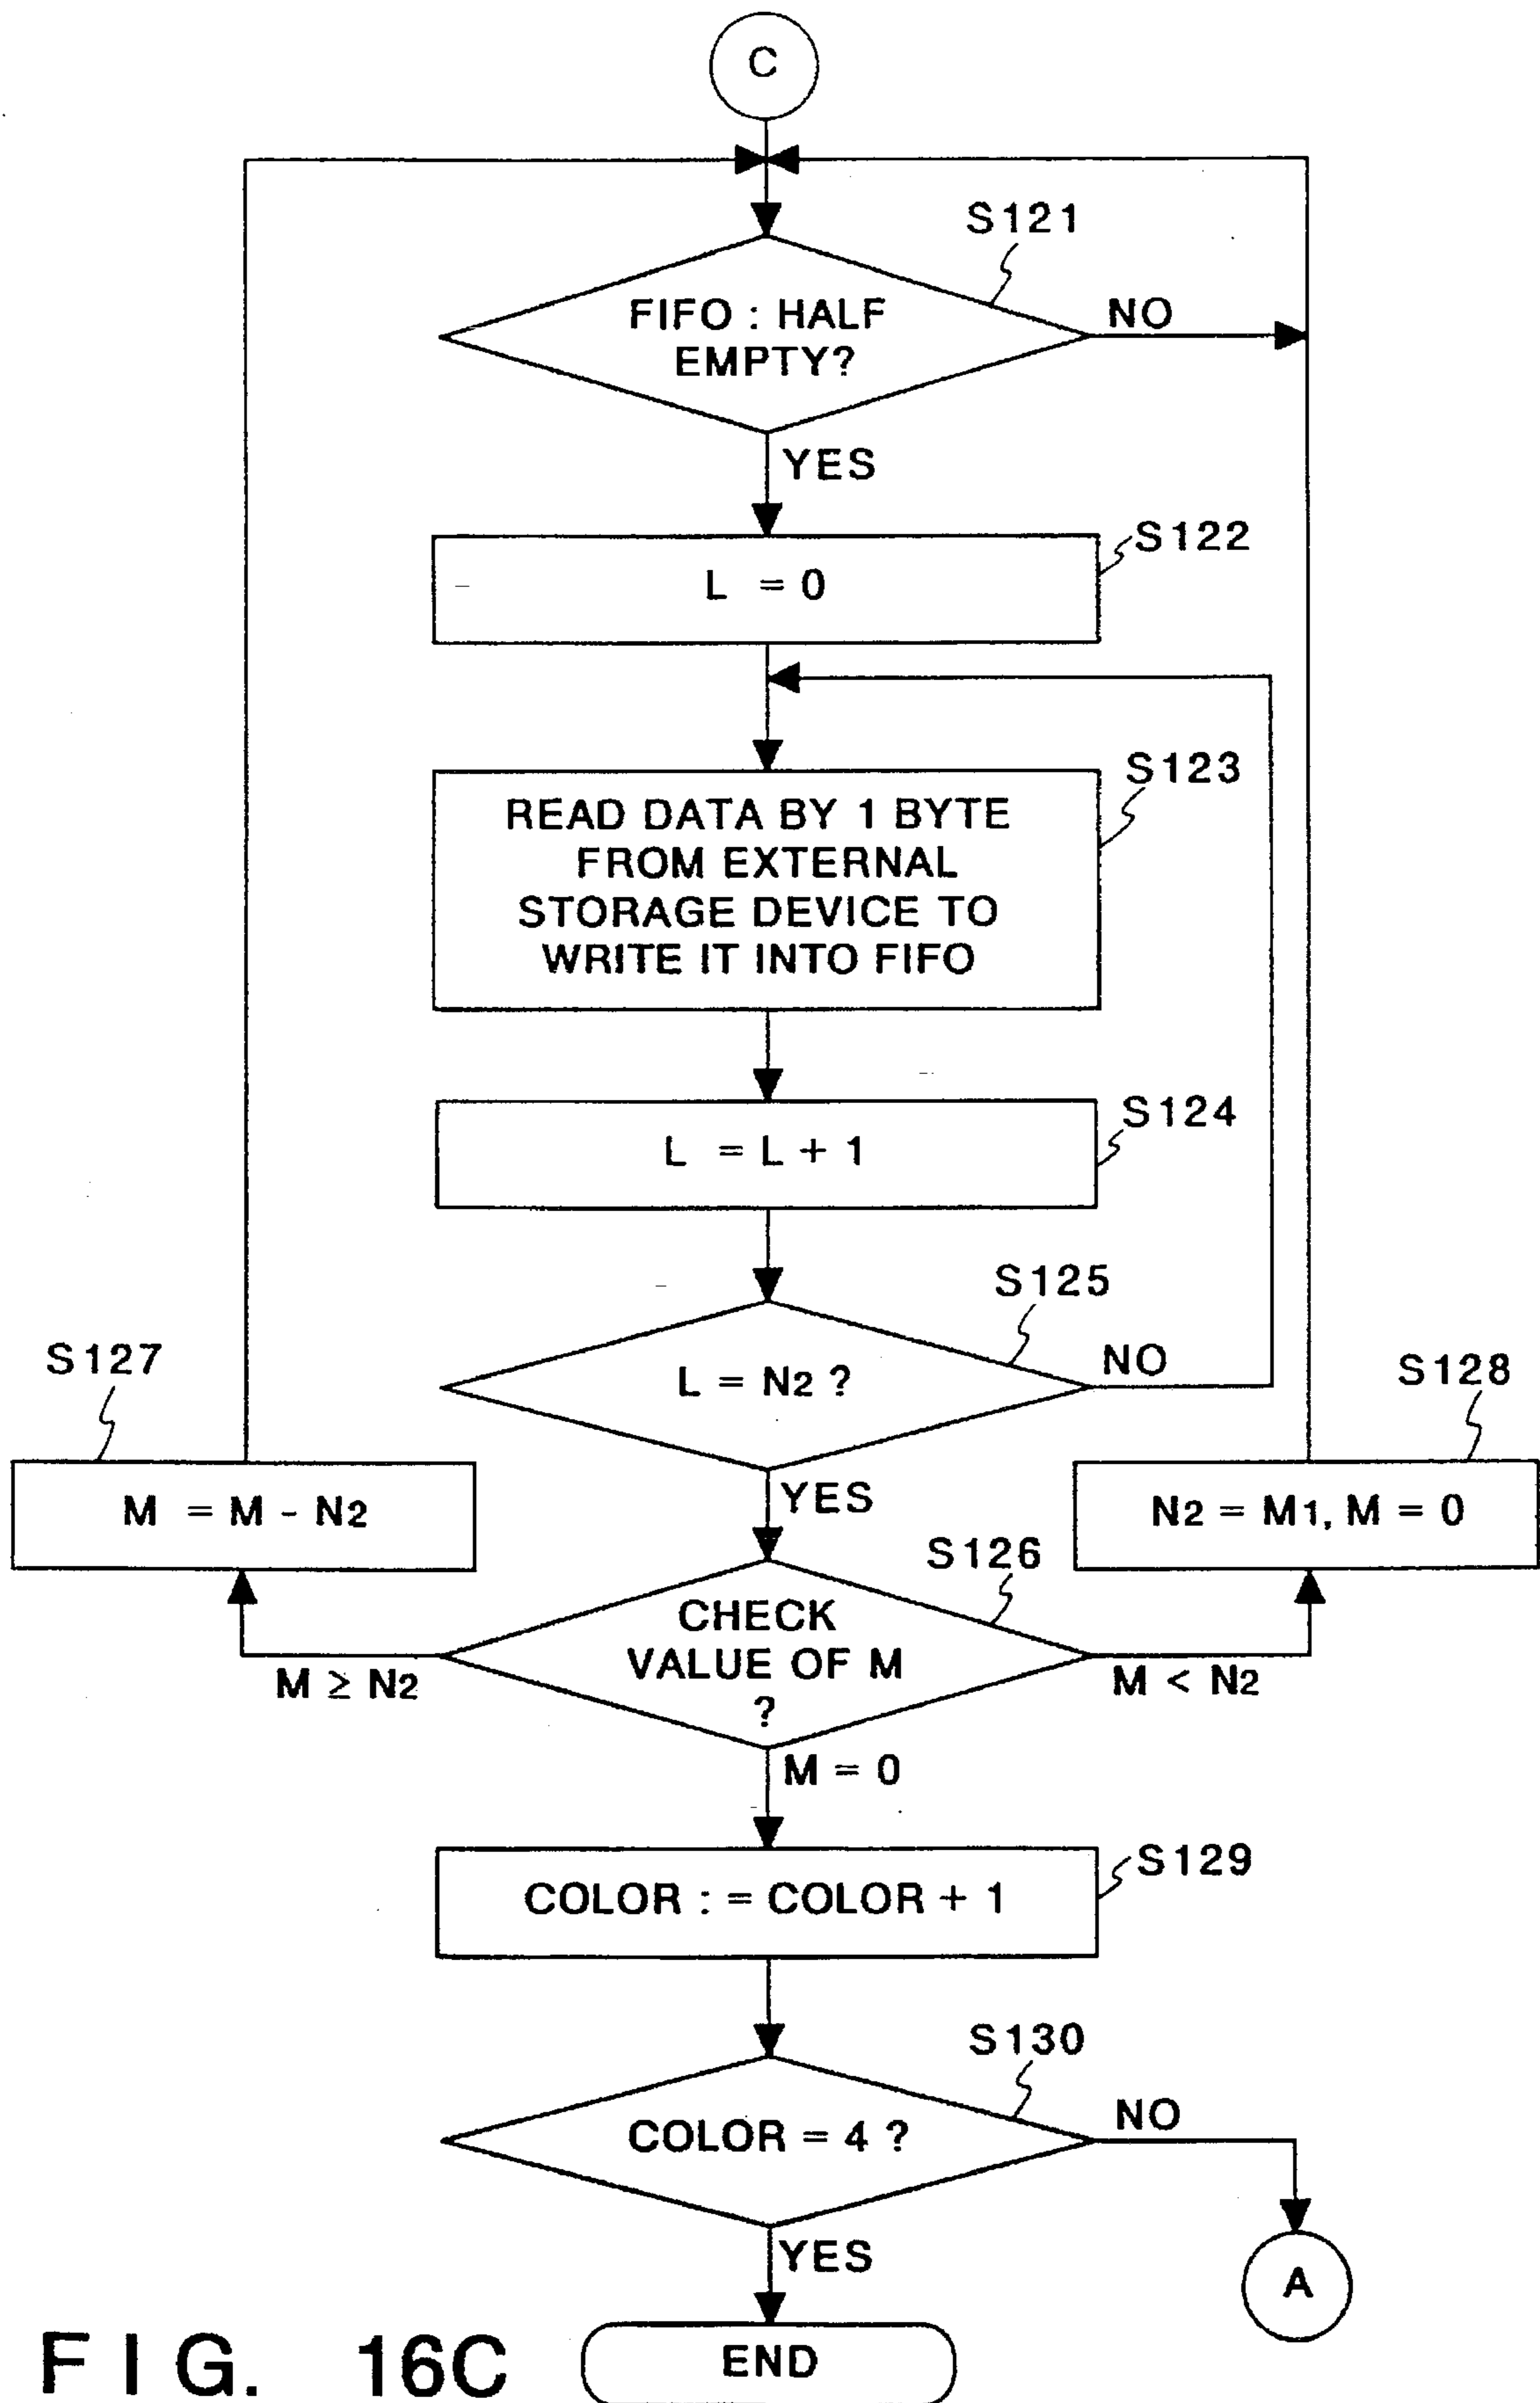 C
S121
FIFO : HALF
EMPTY?
NO
YES
S122
L = 0
S123
READ DATA BY 1 BYTE
FROM EXTERNAL
STORAGE DEVICE TO
WRITE IT INTO FIFO
S124
L = L + 1
S125
L = N2 ?
NO
YES
S127
M = M - N2
S128
N2 = M1, M = 0
S126
CHECK
VALUE OF M
?
M ≥ N2
M < N2
M = 0
S129
COLOR : = COLOR + 1
S130
COLOR = 4 ?
NO
YES
A
END
FIG. 16C